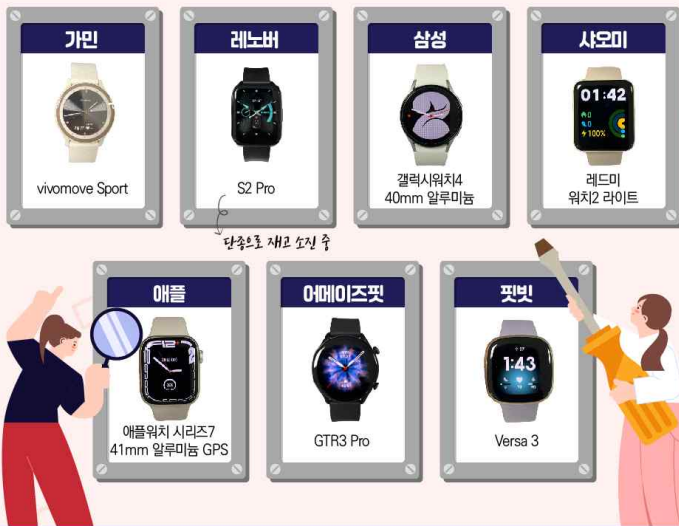 가민
레노버
삼성
샤오미
01:42
0
0
100%
vivomove Sport
S2 Pro
갤럭시워치4
40mm 알루미늄
레드미
워치2 라이트
단종으로 재고 소진 중
애플
어메이즈핏
핏빗
1:43
애플워치 시리즈7
41mm 알루미늄 GPS
GTR3 Pro
Versa 3